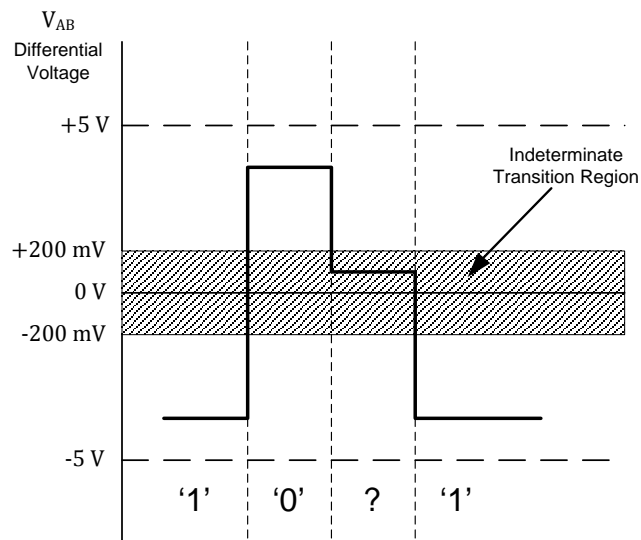 V_AB
Differential
Voltage
+5 V
Indeterminate
Transition Region
+200 mV
0 V
-200 mV
-5 V
‘1’ ‘0’ ? ‘1’